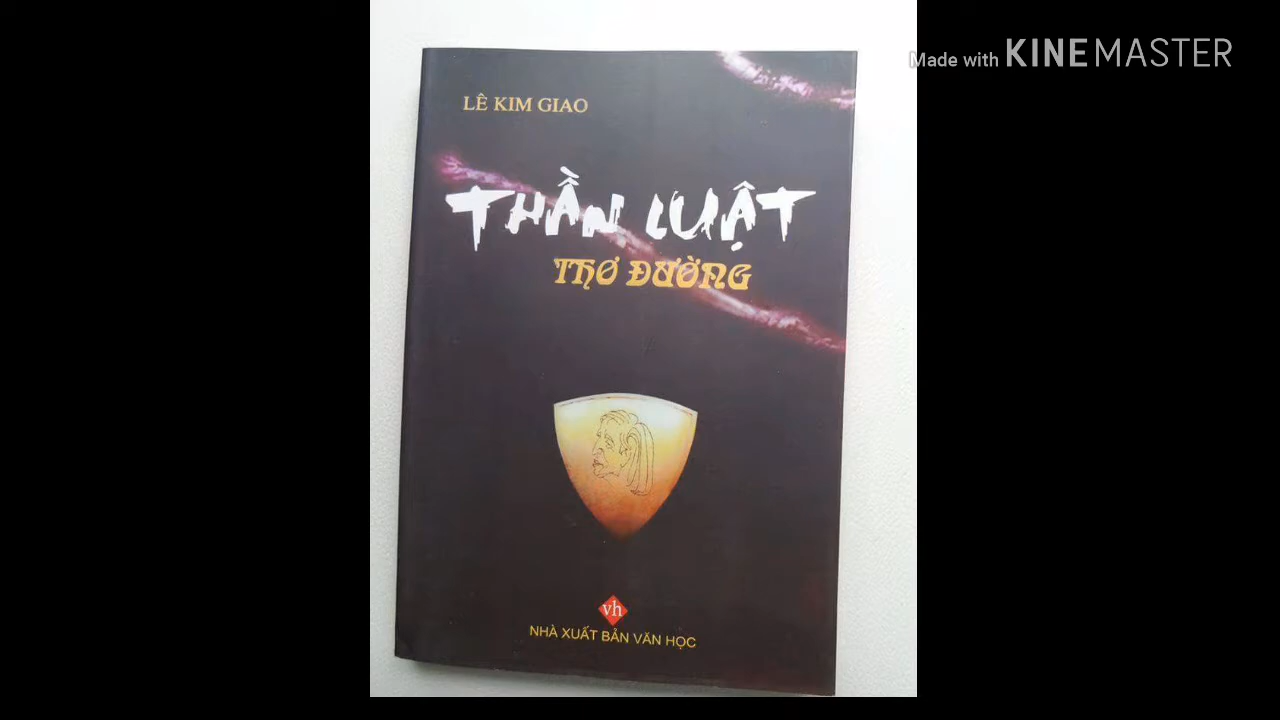 Made with KINEMASTER
LÊ KIM GIAO
THẦN LUẬT
THƠ ĐƯỜNG
vh
NHÀ XUẤT BẢN VĂN HỌC